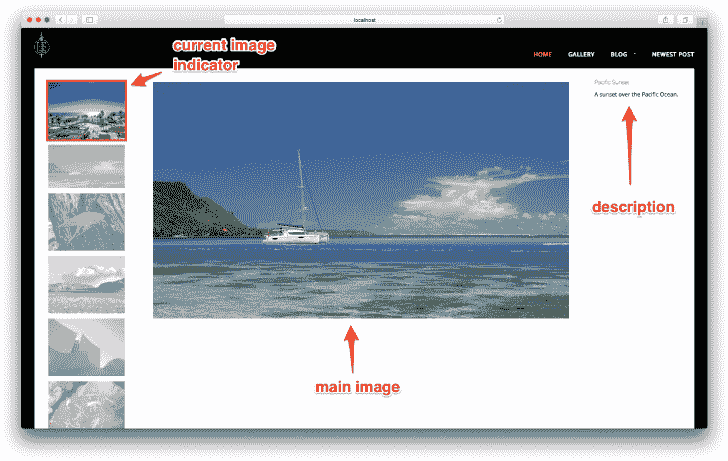 localhost
current image
indicator
HOME GALLERY BLOG NEWEST POST
Pacific Sunset
A sunset over the Pacific Ocean.
description
main image